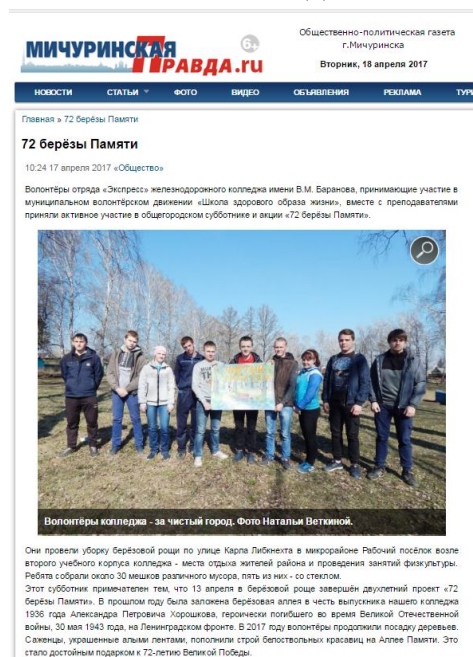 Общественно-политическая газета
г.Мичуринска
МИЧУРИНСКАЯ
ПРАВДА.ru
6+
Вторник, 18 апреля 2017
НОВОСТИ СТАТЬИ ФОТО ВИДЕО ОБЪЯВЛЕНИЯ РЕКЛАМА ТУРИ
Главная » 72 берёзы Памяти
72 берёзы Памяти
10:24 17 апреля 2017 «Общество»
Волонтёры отряда «Экспресс» железнодорожного колледжа имени В.М. Баранова, принимающие участие в
муниципальном волонтёрском движении «Школа здорового образа жизни», вместе с преподавателями
приняли активное участие в общегородском субботнике и акции «72 берёзы Памяти».
Волонтёры колледжа - за чистый город. Фото Натальи Веткиной.
Они провели уборку берёзовой рощи по улице Карла Либкнехта в микрорайоне Рабочий посёлок возле
второго учебного корпуса колледжа - места отдыха жителей района и проведения занятий физкультуры.
Ребята собрали около 30 мешков различного мусора, пять из них - со стеклом.
Этот субботник примечателен тем, что 13 апреля в берёзовой роще завершён двухлетний проект «72
берёзы Памяти». В прошлом году была заложена берёзовая аллея в честь выпускника нашего колледжа
1936 года Александра Петровича Хорошкова, героически погибшего во время Великой Отечественной
войны, 30 мая 1943 года, на Ленинградском фронте. В 2017 году волонтёры продолжили посадку деревьев.
Саженцы, украшенные алыми лентами, пополнили строй белоствольных красавиц на Аллее Памяти. Это
стало достойным подарком к 72-летию Великой Победы.